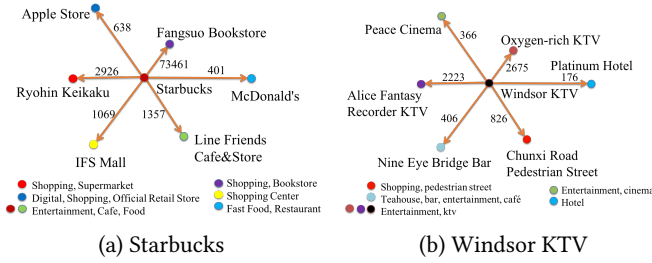 Apple Store
638
Fangsuo Bookstore
73461
2926
401
Ryohin Keikaku
Starbucks
McDonald's
1069
1357
Line Friends
Cafe&Store
IFS Mall
Shopping, Supermarket
Digital, Shopping, Official Retail Store
Entertainment, Cafe, Food
Shopping, Bookstore
Shopping Center
Fast Food, Restaurant
(a) Starbucks
Peace Cinema
366
Oxygen-rich KTV
2675
Platinum Hotel
2223
176
Alice Fantasy
Recorder KTV
Windsor KTV
406
826
Nine Eye Bridge Bar
Chunxi Road
Pedestrian Street
Shopping, pedestrian street
Teahouse, bar, entertainment, café
Entertainment, ktv
Entertainment, cinema
Hotel
(b) Windsor KTV